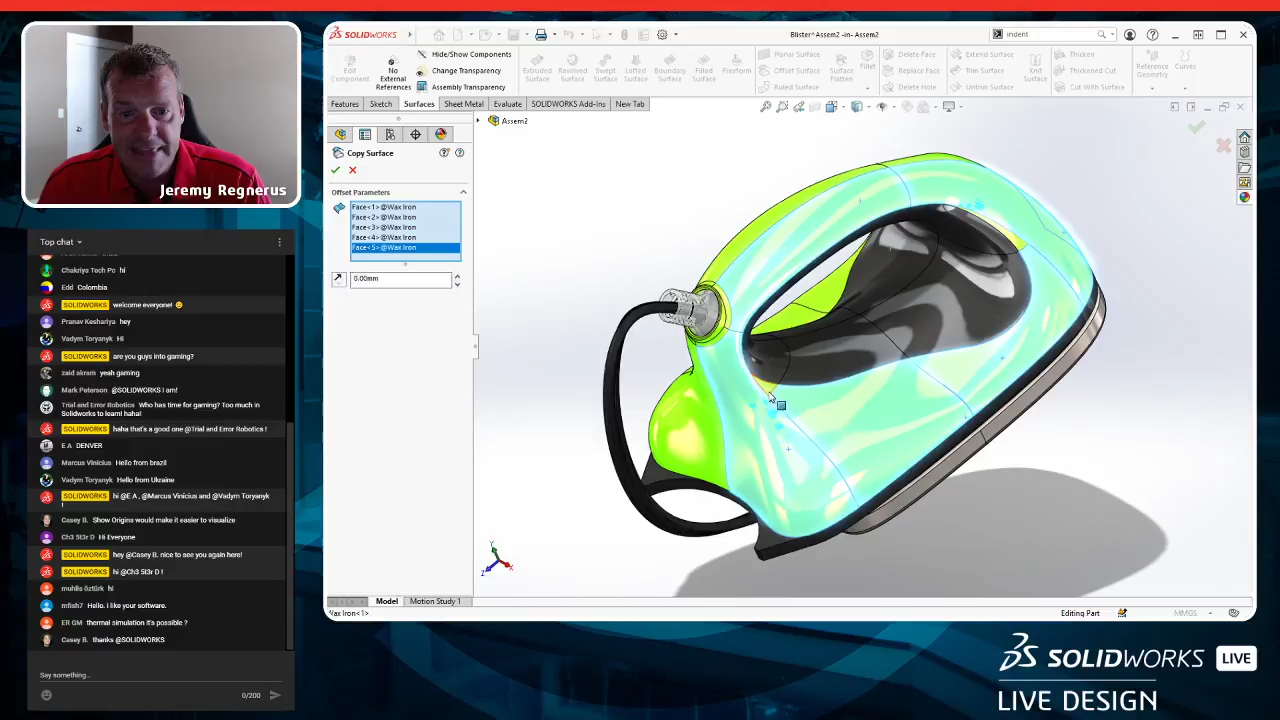 Jeremy Regnerus
Top chat
Chakriya Tech Po hi
Edd Colombia
SOLIDWORKS welcome everyone! 🙂
Pranav Keshariya hey
Vadym Toryanyk Hi
SOLIDWORKS are you guys into gaming?
zaid akram yeah gaming
Mark Peterson @SOLIDWORKS I am!
Trial and Error Robotics Who has time for gaming? Too much in
Solidworks to learn! haha!
SOLIDWORKS haha that's a good one @Trial and Error Robotics !
E A DENVER
Marcus Vinicius Hello from brazil
Vadym Toryanyk Hello from Ukraine
SOLIDWORKS hi @E A , @Marcus Vinicius and @Vadym Toryanyk
!
Casey B. Show Origins would make it easier to visualize
Ch3 5t3r D Hi Everyone
SOLIDWORKS hey @Casey B. nice to see you again here!
SOLIDWORKS hi @Ch3 5t3r D !
muhlis öztürk hi
mfish7 Hello. i like your software.
ER GM thermal simulation it's possible ?
Casey B. thanks @SOLIDWORKS
Say something...
0/200
SOLIDWORKS
Blister^Assem2 -in- Assem2
indent
Edit Component
No External References
Hide/Show Components
Change Transparency
Assembly Transparency
Extruded Surface
Revolved Surface
Swept Surface
Lofted Surface
Boundary Surface
Filled Surface
Freeform
Planar Surface
Offset Surface
Ruled Surface
Surface Flatten
Fillet
Delete Face
Replace Face
Delete Hole
Extend Surface
Trim Surface
Untrim Surface
Knit Surface
Thicken
Thickened Cut
Cut With Surface
Reference Geometry
Curves
Features Sketch Surfaces Sheet Metal Evaluate SOLIDWORKS Add-Ins New Tab
Assem2
Copy Surface
Offset Parameters
Face<1>@Wax Iron
Face<2>@Wax Iron
Face<3>@Wax Iron
Face<4>@Wax Iron
Face<5>@Wax Iron
0.00mm
Y
Z
X
Model Motion Study 1
Wax Iron<1>
Editing Part
MMGS
SOLIDWORKS LIVE
LIVE DESIGN